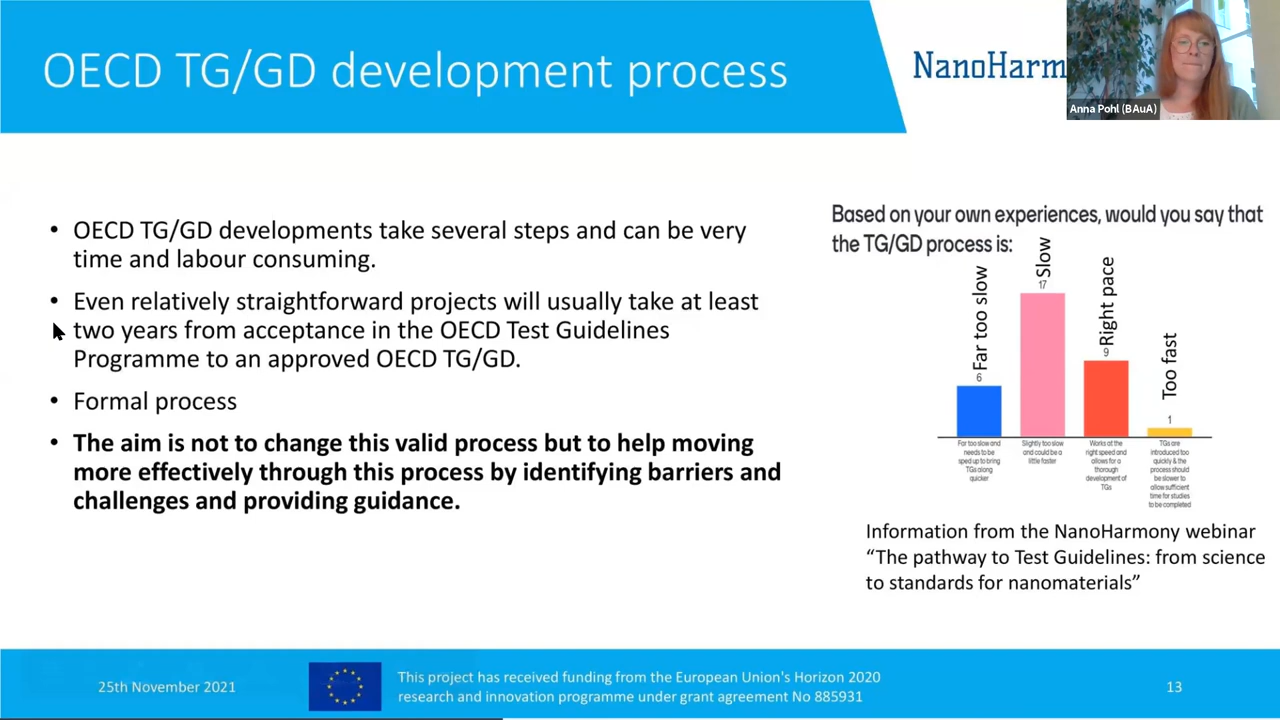 OECD TG/GD development process
NanoHarm
Anna Pohl (BAuA)
• OECD TG/GD developments take several steps and can be very
time and labour consuming.
• Even relatively straightforward projects will usually take at least
two years from acceptance in the OECD Test Guidelines
Programme to an approved OECD TG/GD.
• Formal process
• The aim is not to change this valid process but to help moving
more effectively through this process by identifying barriers and
challenges and providing guidance.
Based on your own experiences, would you say that
the TG/GD process is:
Far too slow
6
Slow
17
Right pace
9
Too fast
1
Far too slow and
needs to be
sped up to bring
TGs along
quicker
Slightly too slow
and could be a
little faster
Works at the
right speed and
allows for a
thorough
development of
TGs
TGs are
introduced too
quickly & the
process should
be slower to
allow sufficient
time for studies
to be completed
Information from the NanoHarmony webinar
“The pathway to Test Guidelines: from science
to standards for nanomaterials”
25th November 2021
This project has received funding from the European Union's Horizon 2020
research and innovation programme under grant agreement No 885931
13